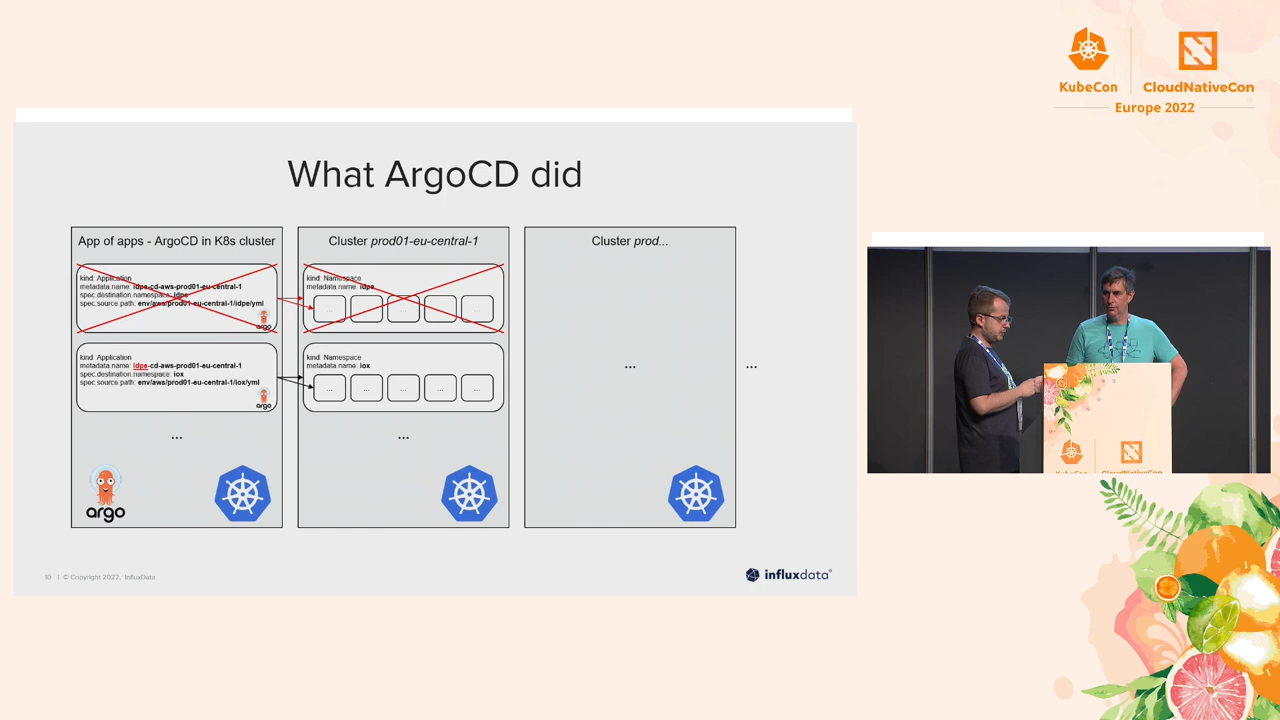 KubeCon
CloudNativeCon
Europe 2022
What ArgoCD did
App of apps - ArgoCD in K8s cluster
kind: Application
metadata.name: idpe-cd-aws-prod01-eu-central-1
spec.destination.namespace: idpe
spec.source.path: env/aws/prod01-eu-central-1/idpe/yml
argo
kind: Application
metadata.name: idpe-cd-aws-prod01-eu-central-1
spec.destination.namespace: iox
spec.source.path: env/aws/prod01-eu-central-1/iox/yml
argo
...
argo
Cluster prod01-eu-central-1
kind: Namespace
metadata.name: idpe
... ... ... ... ...
kind: Namespace
metadata.name: iox
... ... ... ... ...
...
Cluster prod...
...
...
10 | © Copyright 2022, InfluxData
influxdata®
KubeCon
CloudNativeCon